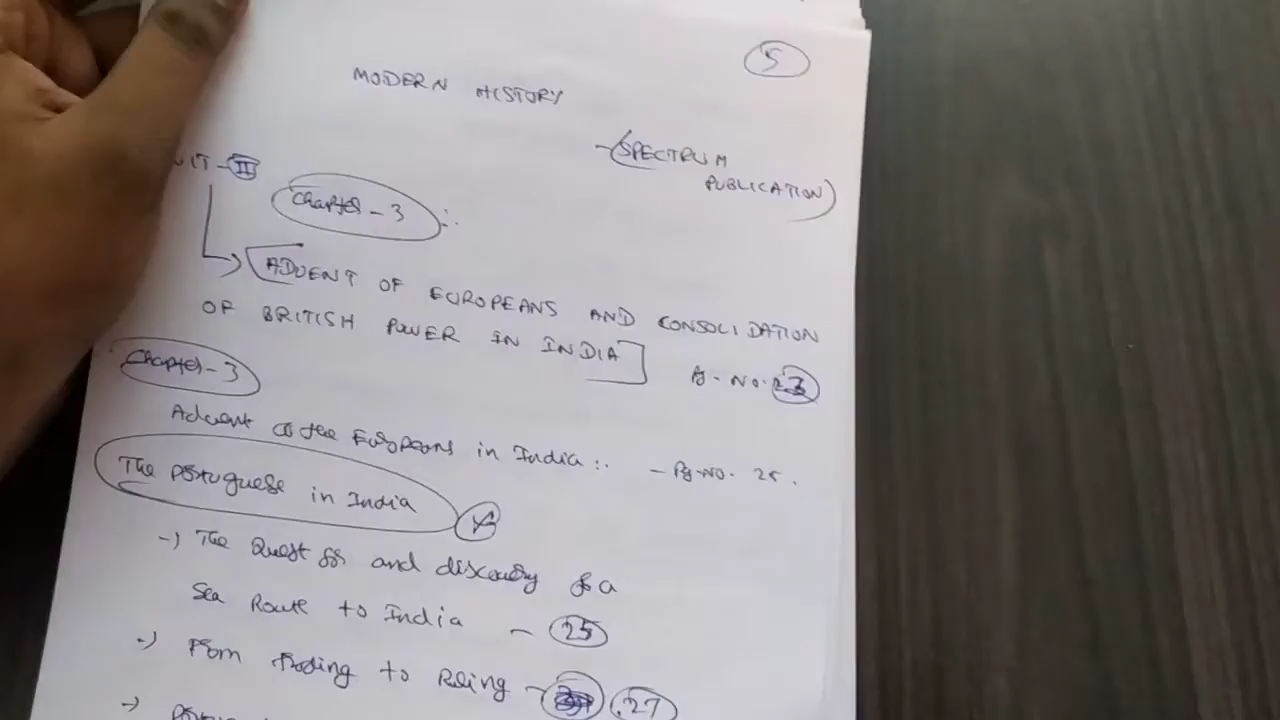 5
MODERN HISTORY
-(SPECTRUM
PUBLICATION)
UIT-II
Chapter-3 :-
[ADVENT OF EUROPEANS AND CONSOLIDATION
OF BRITISH POWER IN INDIA]
Pg-NO.23
Chapter-3
Advent of the Europeans in India :. - Pg-NO. 25.
The Portuguese in India
-) The Quest for and discovery of a
Sea Route to India - 25
-) From Trading to Ruling - 27
-)